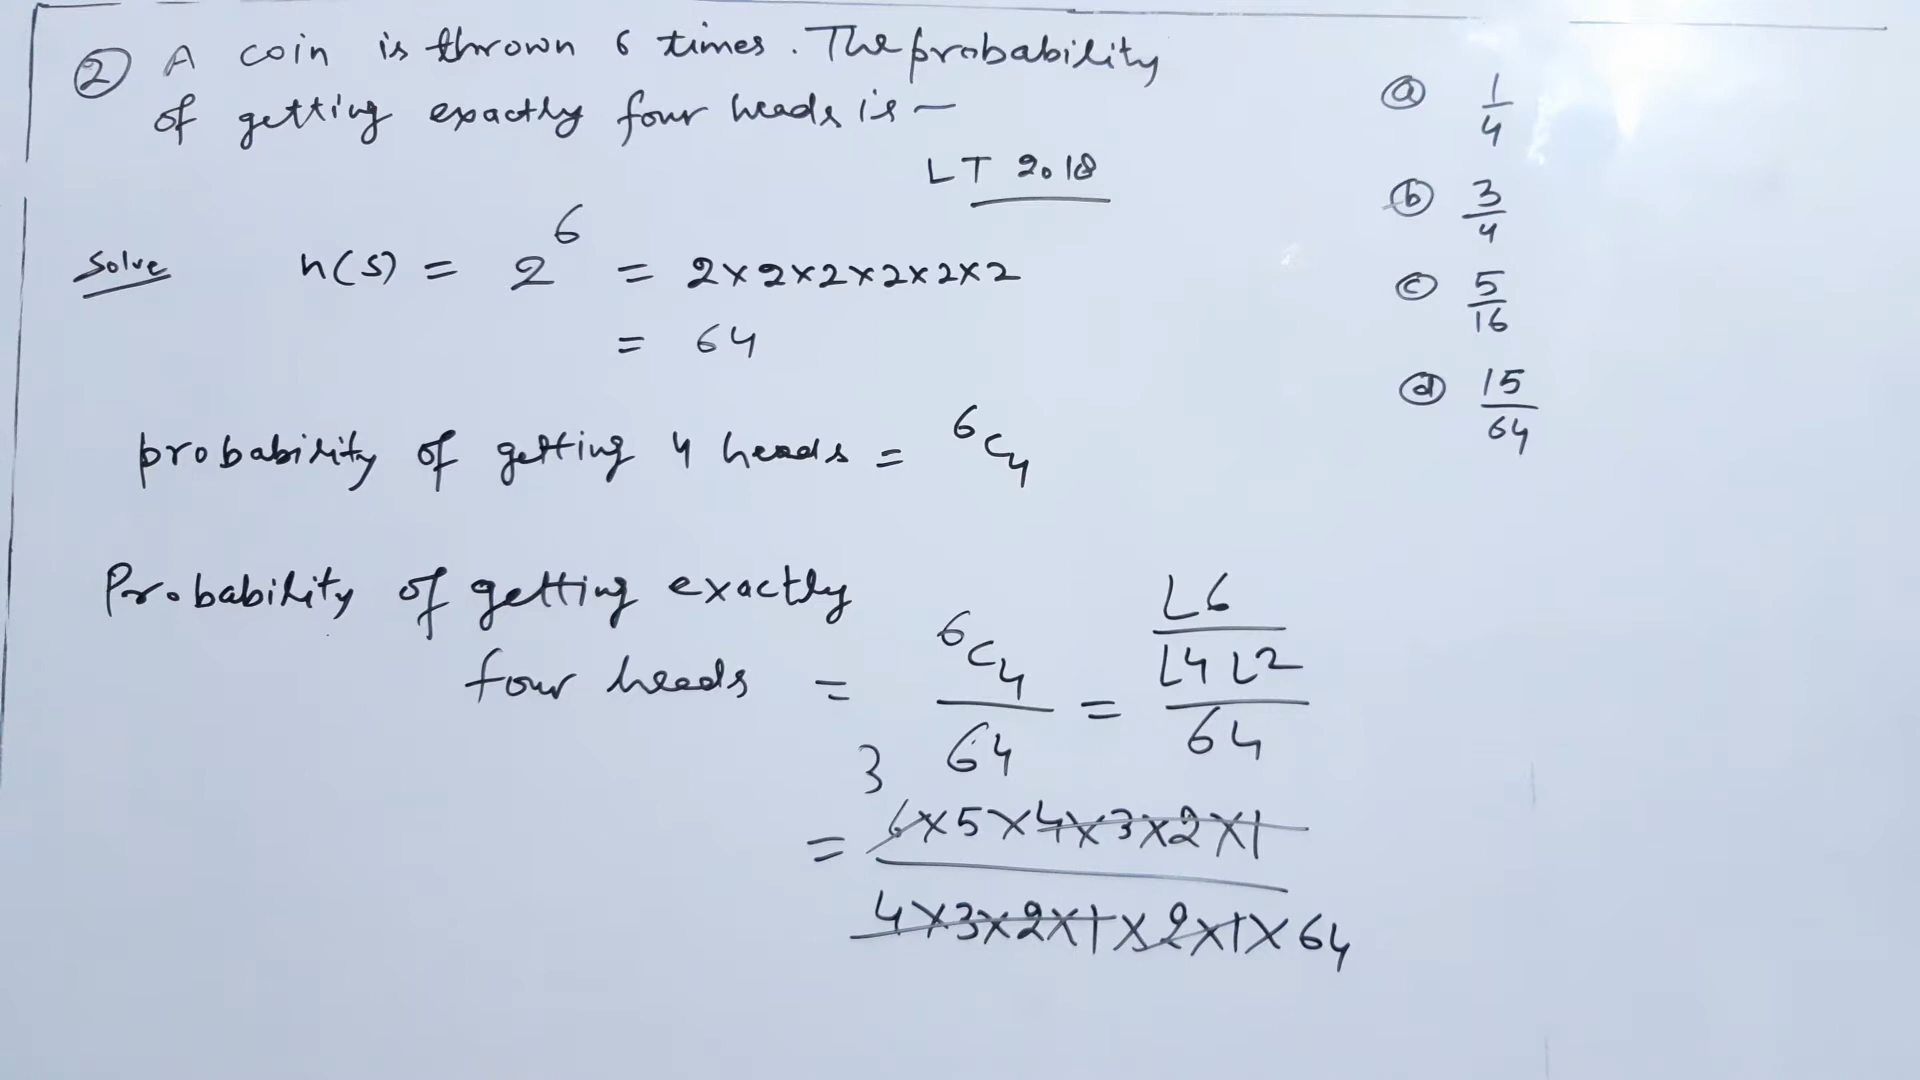 ② A coin is thrown 6 times. The probability
of getting exactly four heads is —
LT 2018
ⓐ 1/4
ⓑ 3/4
ⓒ 5/16
ⓓ 15/64
Solve n(S) = 2⁶ = 2×2×2×2×2×2
= 64
probability of getting 4 heads = ⁶C₄
Probability of getting exactly
four heads = ⁶C₄/64 = (∟6/∟4 ∟2)/64
3
= 6×5×4×3×2×1
4×3×2×1×2×1×64